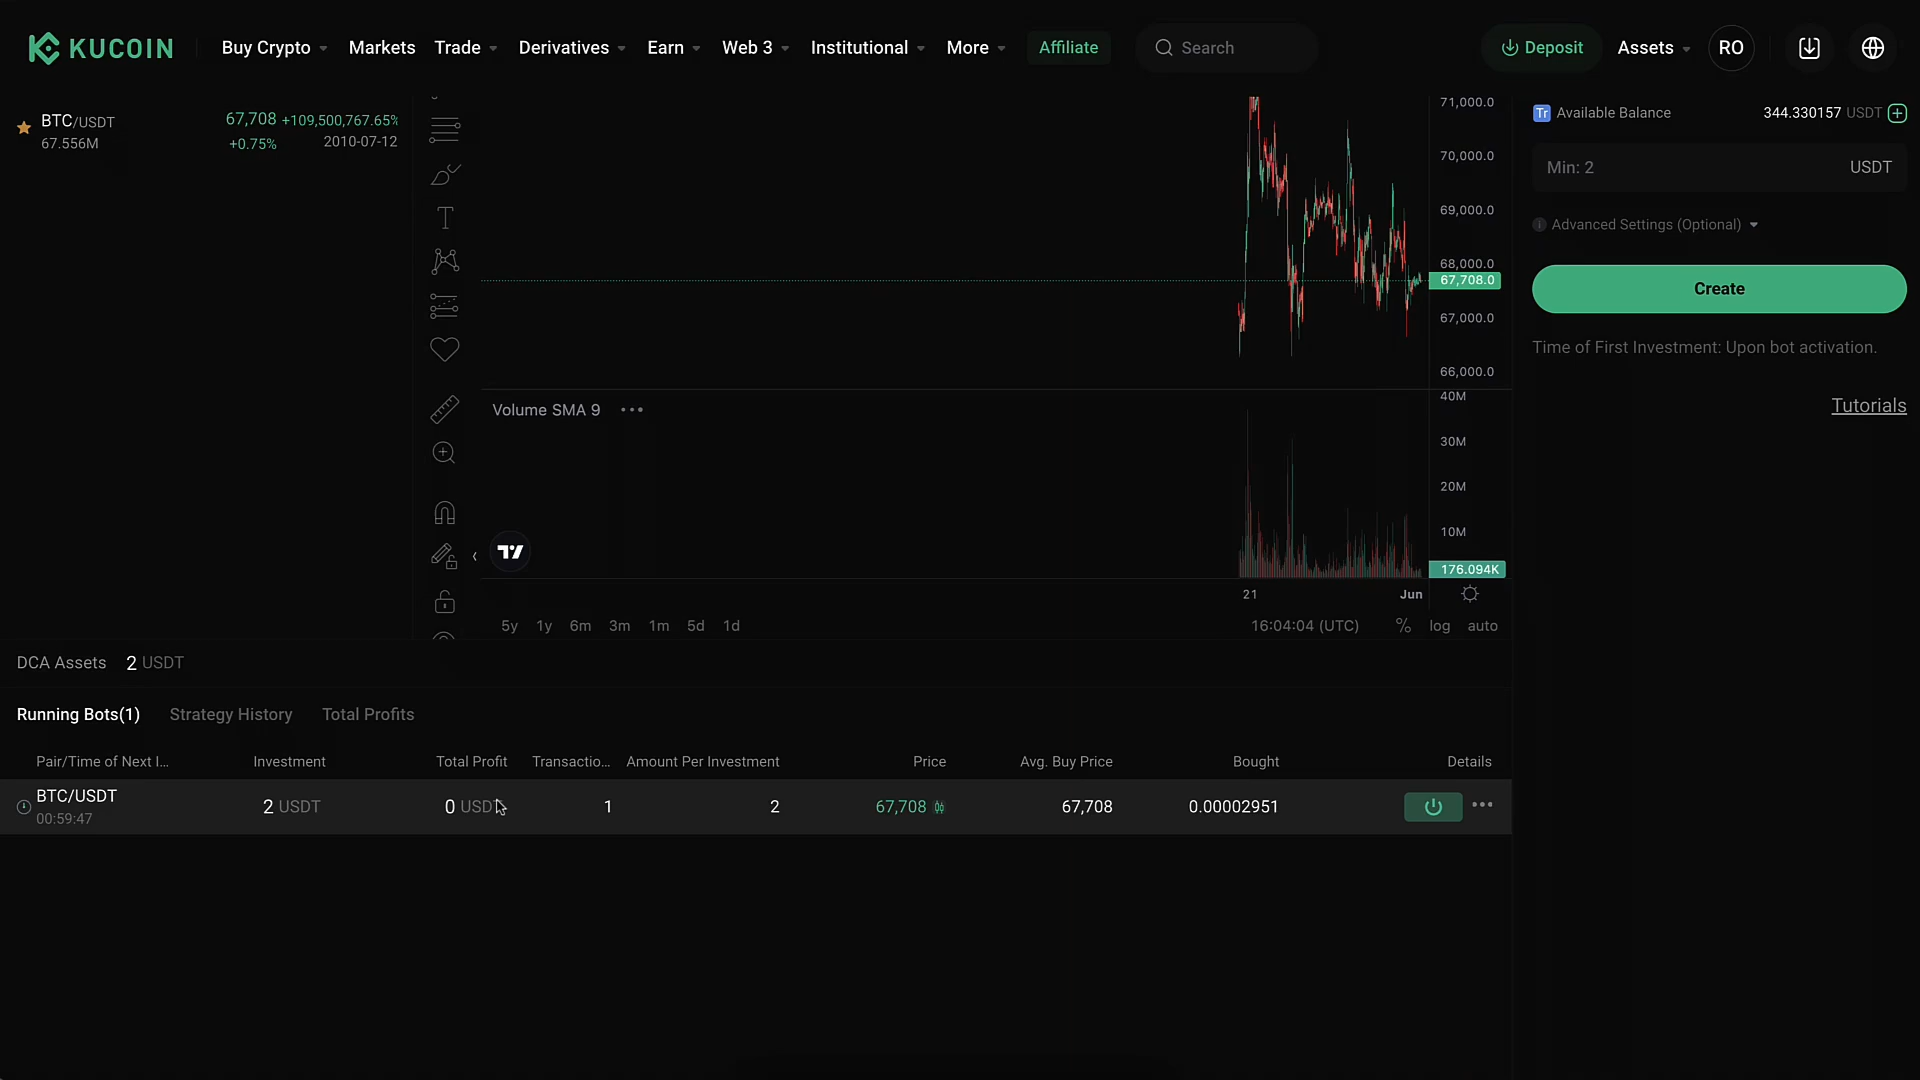 KUCOIN Buy Crypto Markets Trade Derivatives Earn Web 3 Institutional More Affiliate Search Deposit Assets RO
BTC/USDT 67,708 +109,500,767.65%
67.556M +0.75% 2010-07-12
T
71,000.0
70,000.0
69,000.0
68,000.0
67,708.0
67,000.0
66,000.0
Volume SMA 9
40M
30M
20M
10M
176.094K
21 Jun
5y 1y 6m 3m 1m 5d 1d 16:04:04 (UTC) % log auto
Tr Available Balance 344.330157 USDT
Min: 2 USDT
Advanced Settings (Optional)
Create
Time of First Investment: Upon bot activation.
Tutorials
DCA Assets 2 USDT
Running Bots(1) Strategy History Total Profits
Pair/Time of Next I... Investment Total Profit Transactio... Amount Per Investment Price Avg. Buy Price Bought Details
BTC/USDT 2 USDT 0 USDT 1 2 67,708 67,708 0.00002951
00:59:47